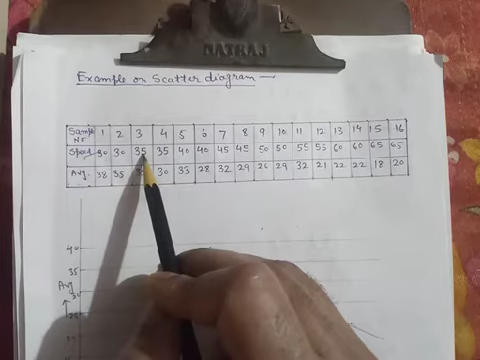 NATRAJ
Example on Scatter diagram
Sample Nr 1 2 3 4 5 6 7 8 9 10 11 12 13 14 15 16
Speed 30 30 35 35 40 40 45 45 50 50 55 55 60 60 65 65
Avg. 38 35 30 33 28 32 29 26 29 32 21 22 22 18 20
40
35
30